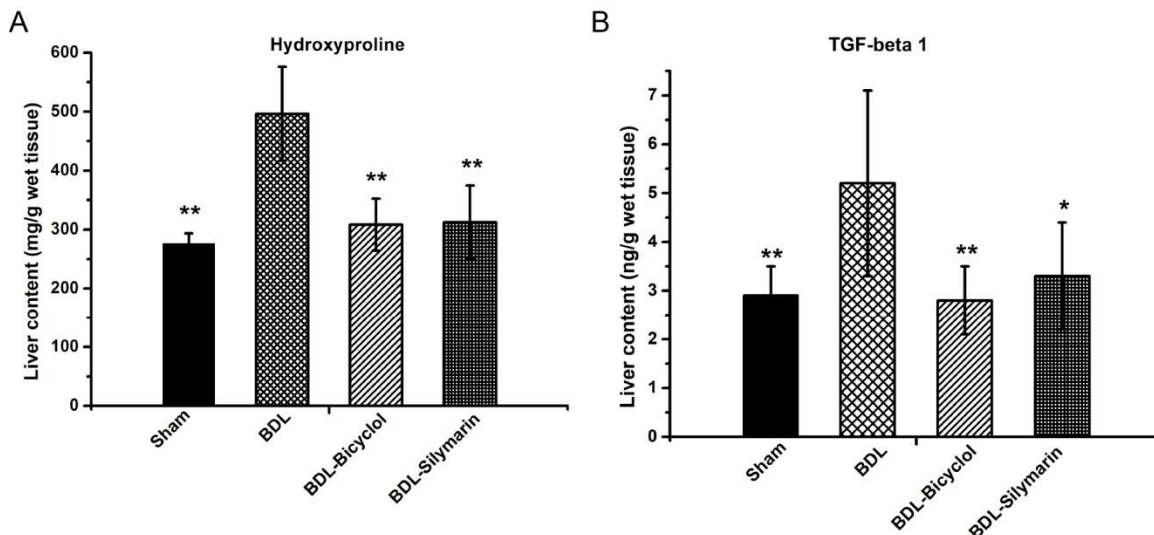 A
Hydroxyproline
Liver content (mg/g wet tissue)
600
500
400
300
200
100
0
**
**
**
Sham
BDL
BDL-Bicyclol
BDL-Silymarin
B
TGF-beta 1
Liver content (ng/g wet tissue)
7
6
5
4
3
2
1
0
**
**
*
Sham
BDL
BDL-Bicyclol
BDL-Silymarin